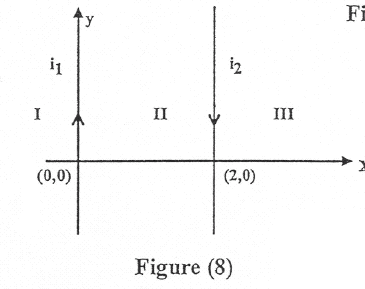 Fi
y
i1 i2
I II III
x
(0,0) (2,0)
Figure (8)